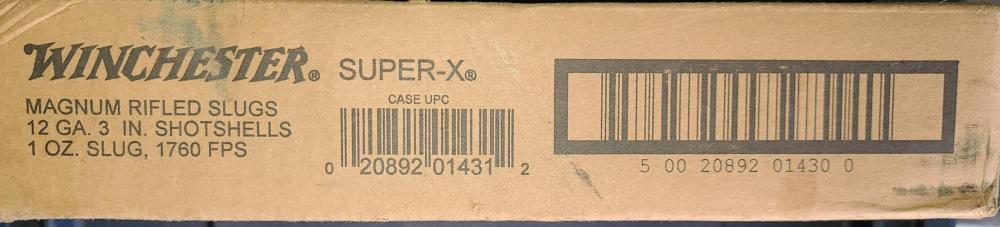 WINCHESTER® SUPER-X®
MAGNUM RIFLED SLUGS
12 GA. 3 IN. SHOTSHELLS
1 OZ. SLUG, 1760 FPS
CASE UPC
0 20892 01431 2
5 00 20892 01430 0